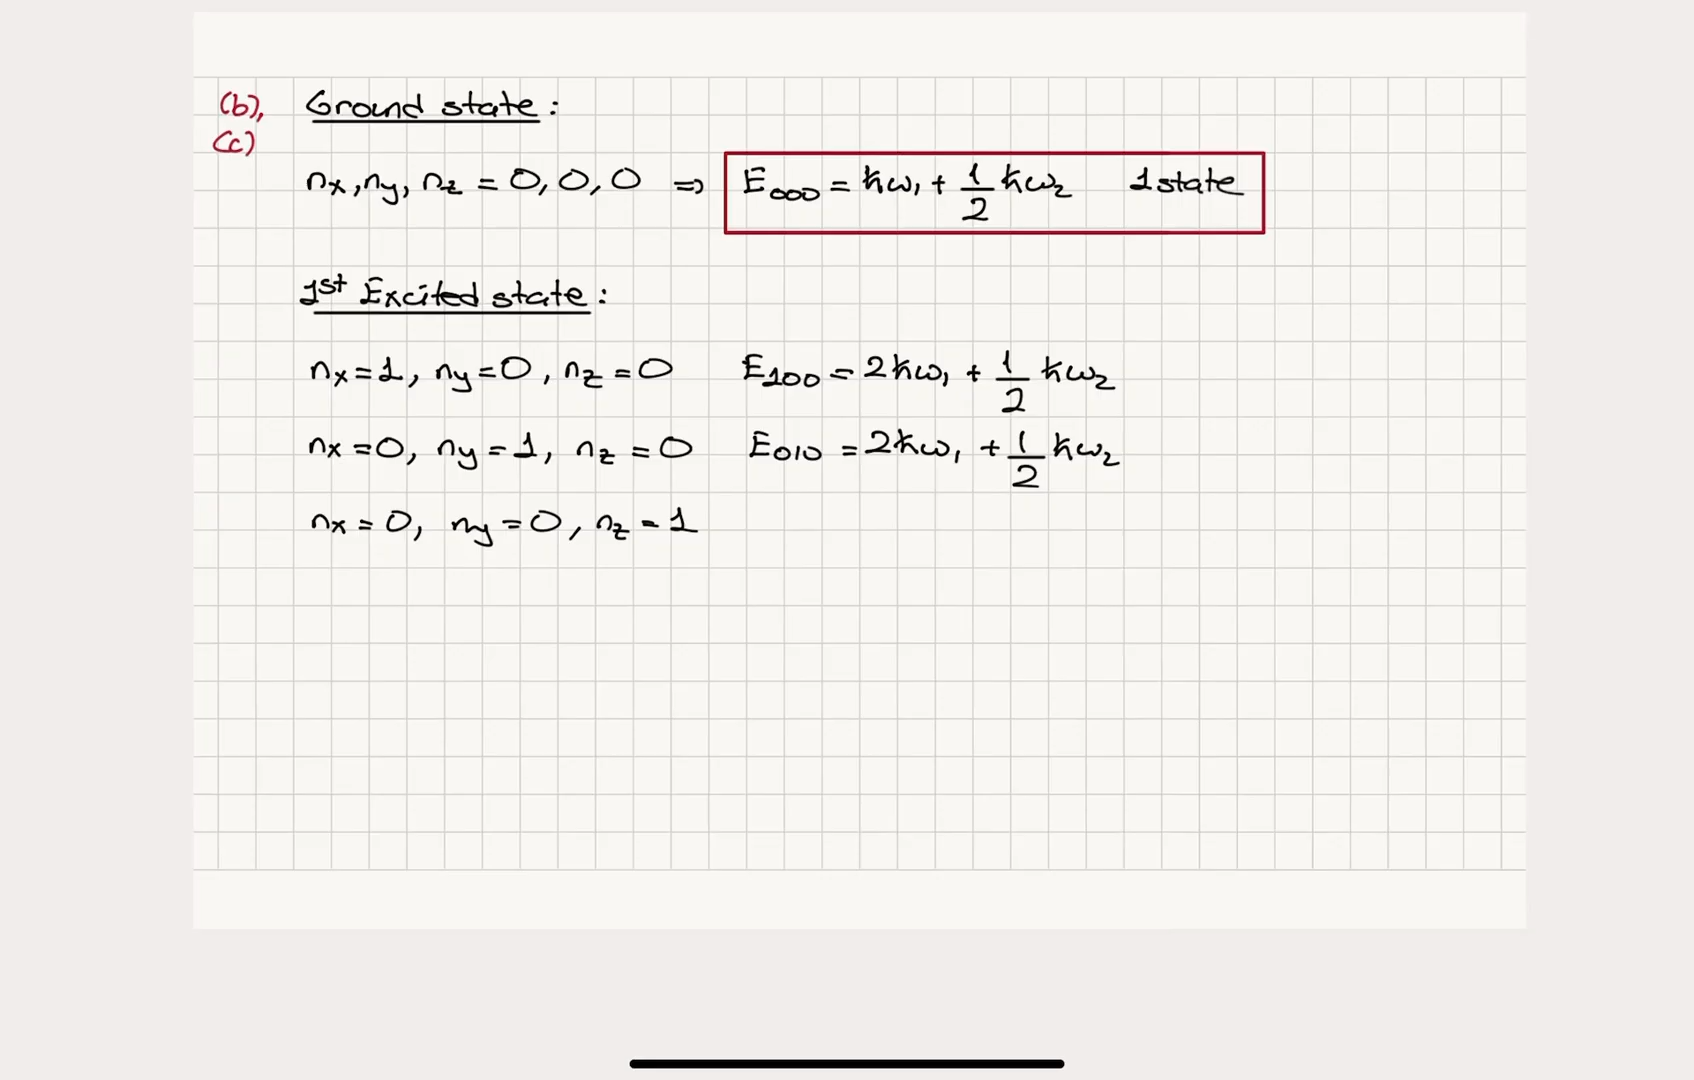 (b), Ground state:
(c)
nx, ny, nz = 0, 0, 0 ⇒ E₀₀₀ = ħω₁ + 1/2 ħω₂ 1 state
1st Excited state:
nx = 1, ny = 0, nz = 0 E₁₀₀ = 2ħω₁ + 1/2 ħω₂
nx = 0, ny = 1, nz = 0 E₀₁₀ = 2ħω₁ + 1/2 ħω₂
nx = 0, ny = 0, nz = 1